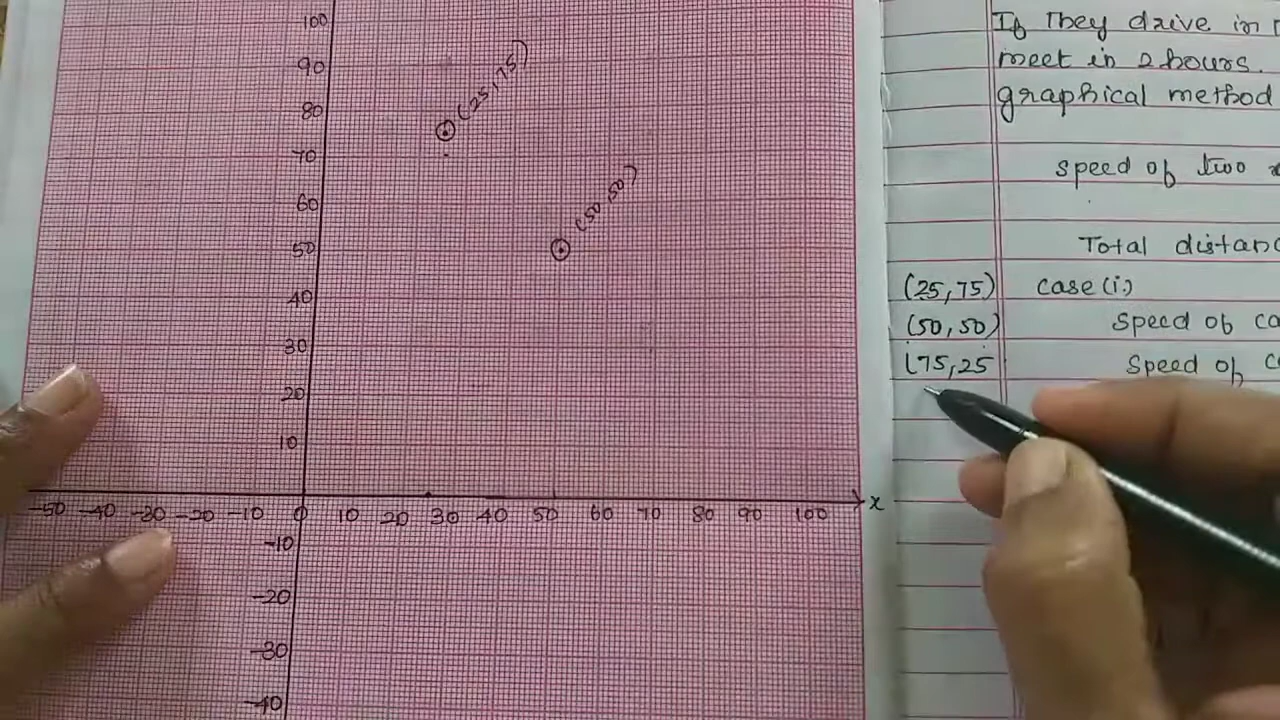 100
90
80
70
60
50
40
30
20
10
-50 -40 -30 -20 -10 0 10 20 30 40 50 60 70 80 90 100 x
-10
-20
-30
-40
(25,75)
(50,50)
If They drive in
meet in 2 hours.
graphical method
speed of two
Total distanc
(25,75) case(i)
(50,50) speed of ca
(75,25 speed of c